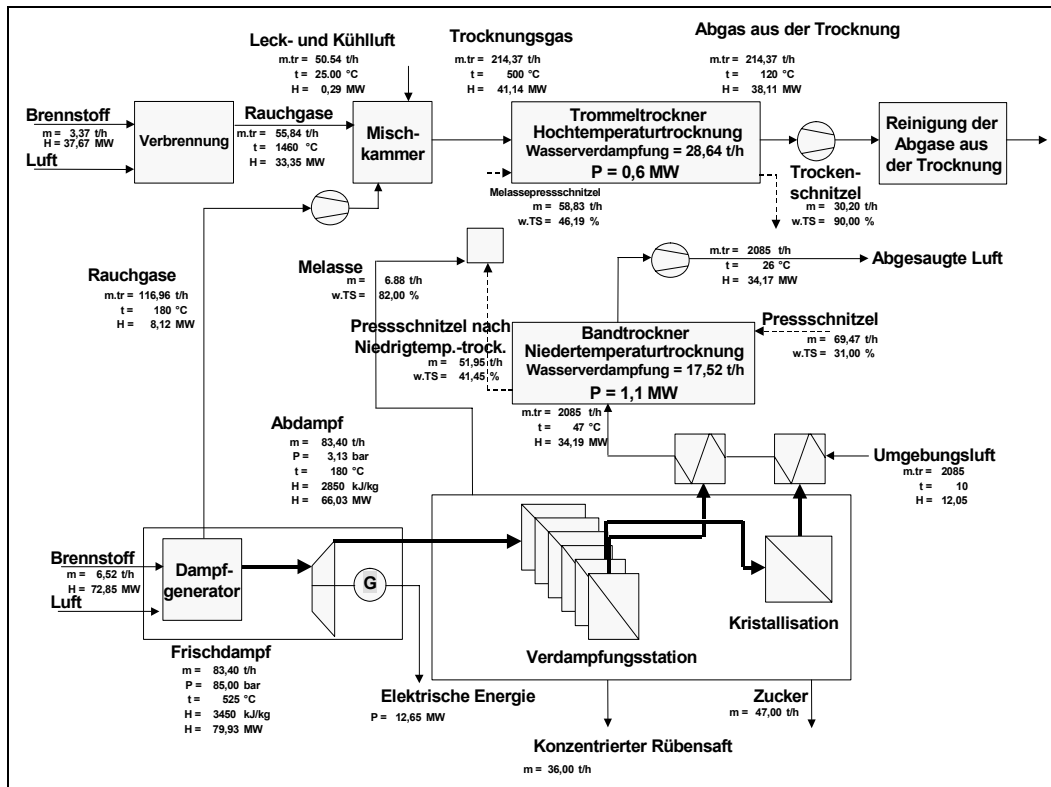 Leck- und Kühlluft
m.tr = 50.54 t/h
t = 25.00 °C
H = 0,29 MW
Trocknungsgas
m.tr = 214,37 t/h
t = 500 °C
H = 41,14 MW
Abgas aus der Trocknung
m.tr = 214,37 t/h
t = 120 °C
H = 38,11 MW
Brennstoff
m = 3,37 t/h
H = 37,67 MW
Luft
Verbrennung
Rauchgase
m.tr = 55,84 t/h
t = 1460 °C
H = 33,35 MW
Misch-
kammer
Trommeltrockner
Hochtemperaturtrocknung
Wasserverdampfung = 28,64 t/h
P = 0,6 MW
Reinigung der
Abgase aus
der Trocknung
Melassepressschnitzel
m = 58,83 t/h
w.TS = 46,19 %
Trocken-
schnitzel
m = 30,20 t/h
w.TS = 90,00 %
Rauchgase
m.tr = 116,96 t/h
t = 180 °C
H = 8,12 MW
Melasse
m = 6.88 t/h
w.TS = 82,00 %
m.tr = 2085 t/h
t = 26 °C
H = 34,17 MW
Abgesaugte Luft
Pressschnitzel nach
Niedrigtemp.-trock.
m = 51,95 t/h
w.TS = 41,45 %
Bandtrockner
Niedertemperaturtrocknung
Wasserverdampfung = 17,52 t/h
P = 1,1 MW
Pressschnitzel
m = 69,47 t/h
w.TS = 31,00 %
m.tr = 2085 t/h
t = 47 °C
H = 34,19 MW
Abdampf
m = 83,40 t/h
P = 3,13 bar
t = 180 °C
H = 2850 kJ/kg
H = 66,03 MW
Umgebungsluft
m.tr = 2085
t = 10
H = 12,05
Brennstoff
m = 6,52 t/h
H = 72,85 MW
Luft
Dampf-
generator
G
Kristallisation
Verdampfungsstation
Frischdampf
m = 83,40 t/h
P = 85,00 bar
t = 525 °C
H = 3450 kJ/kg
H = 79,93 MW
Elektrische Energie
P = 12,65 MW
Zucker
m = 47,00 t/h
Konzentrierter Rübensaft
m = 36,00 t/h